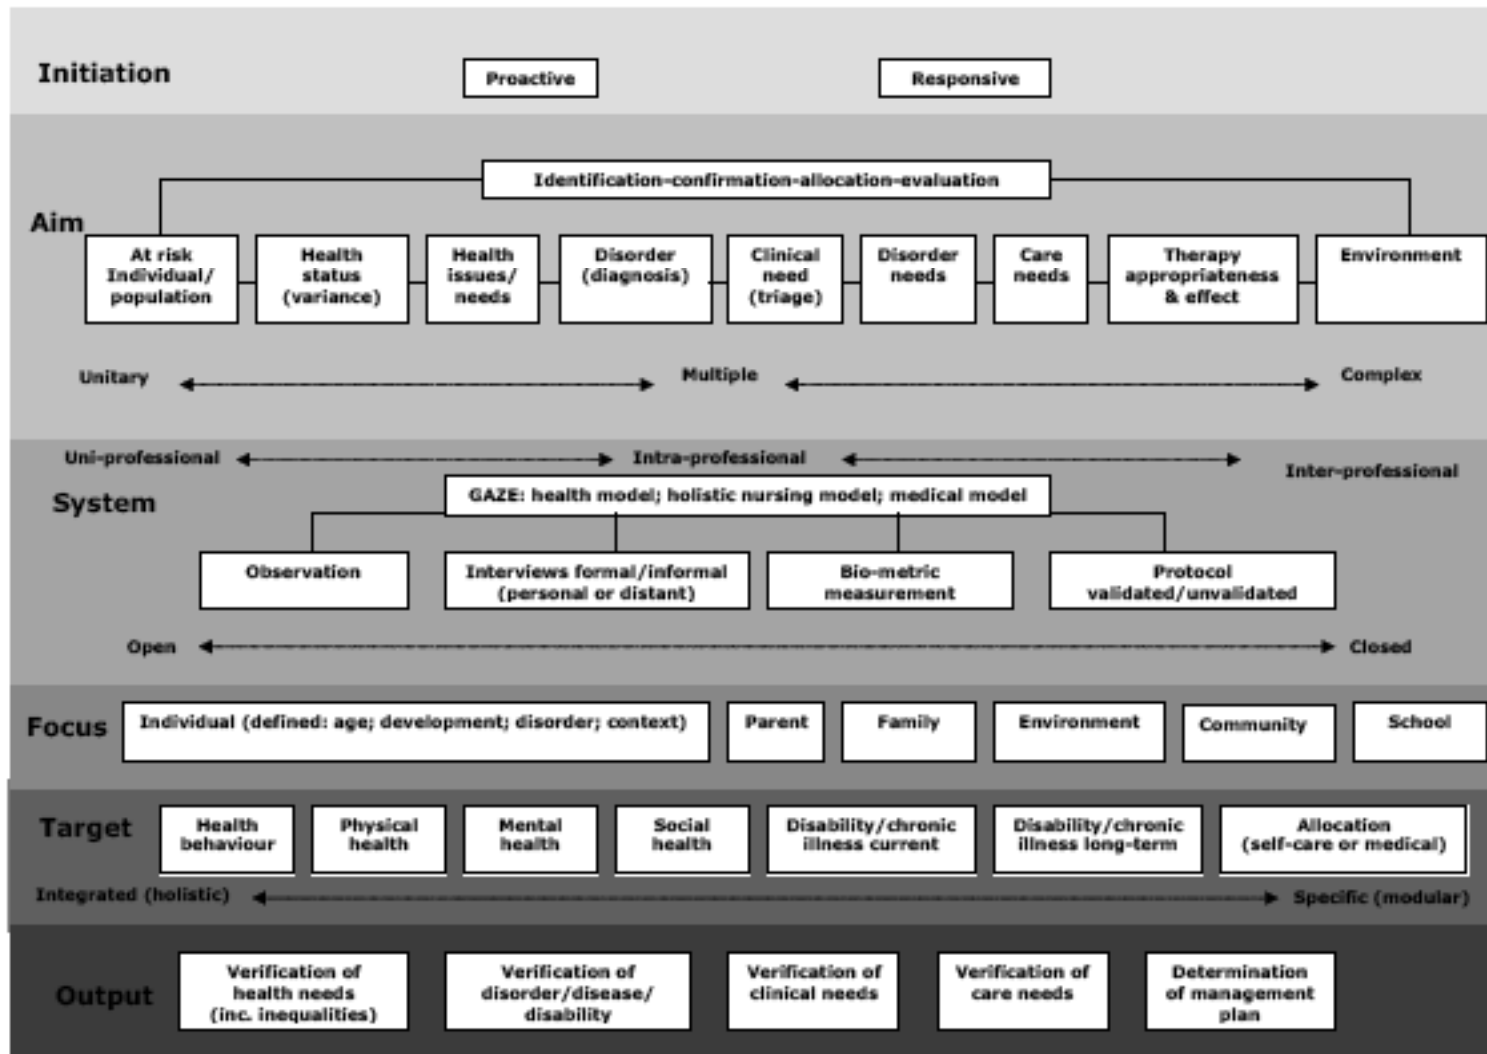 Initiation
Proactive
Responsive
Identification-confirmation-allocation-evaluation
Aim
At risk
Individual/
population
Health
status
(variance)
Health
issues/
needs
Disorder
(diagnosis)
Clinical
need
(triage)
Disorder
needs
Care
needs
Therapy
appropriateness
& effect
Environment
Unitary
Multiple
Complex
Uni-professional
Intra-professional
Inter-professional
System
GAZE: health model; holistic nursing model; medical model
Observation
Interviews formal/informal
(personal or distant)
Bio-metric
measurement
Protocol
validated/unvalidated
Open
Closed
Focus
Individual (defined: age; development; disorder; context)
Parent
Family
Environment
Community
School
Target
Health
behaviour
Physical
health
Mental
health
Social
health
Disability/chronic
illness current
Disability/chronic
illness long-term
Allocation
(self-care or medical)
Integrated (holistic)
Specific (modular)
Output
Verification of
health needs
(inc. inequalities)
Verification of
disorder/disease/
disability
Verification of
clinical needs
Verification of
care needs
Determination
of management
plan